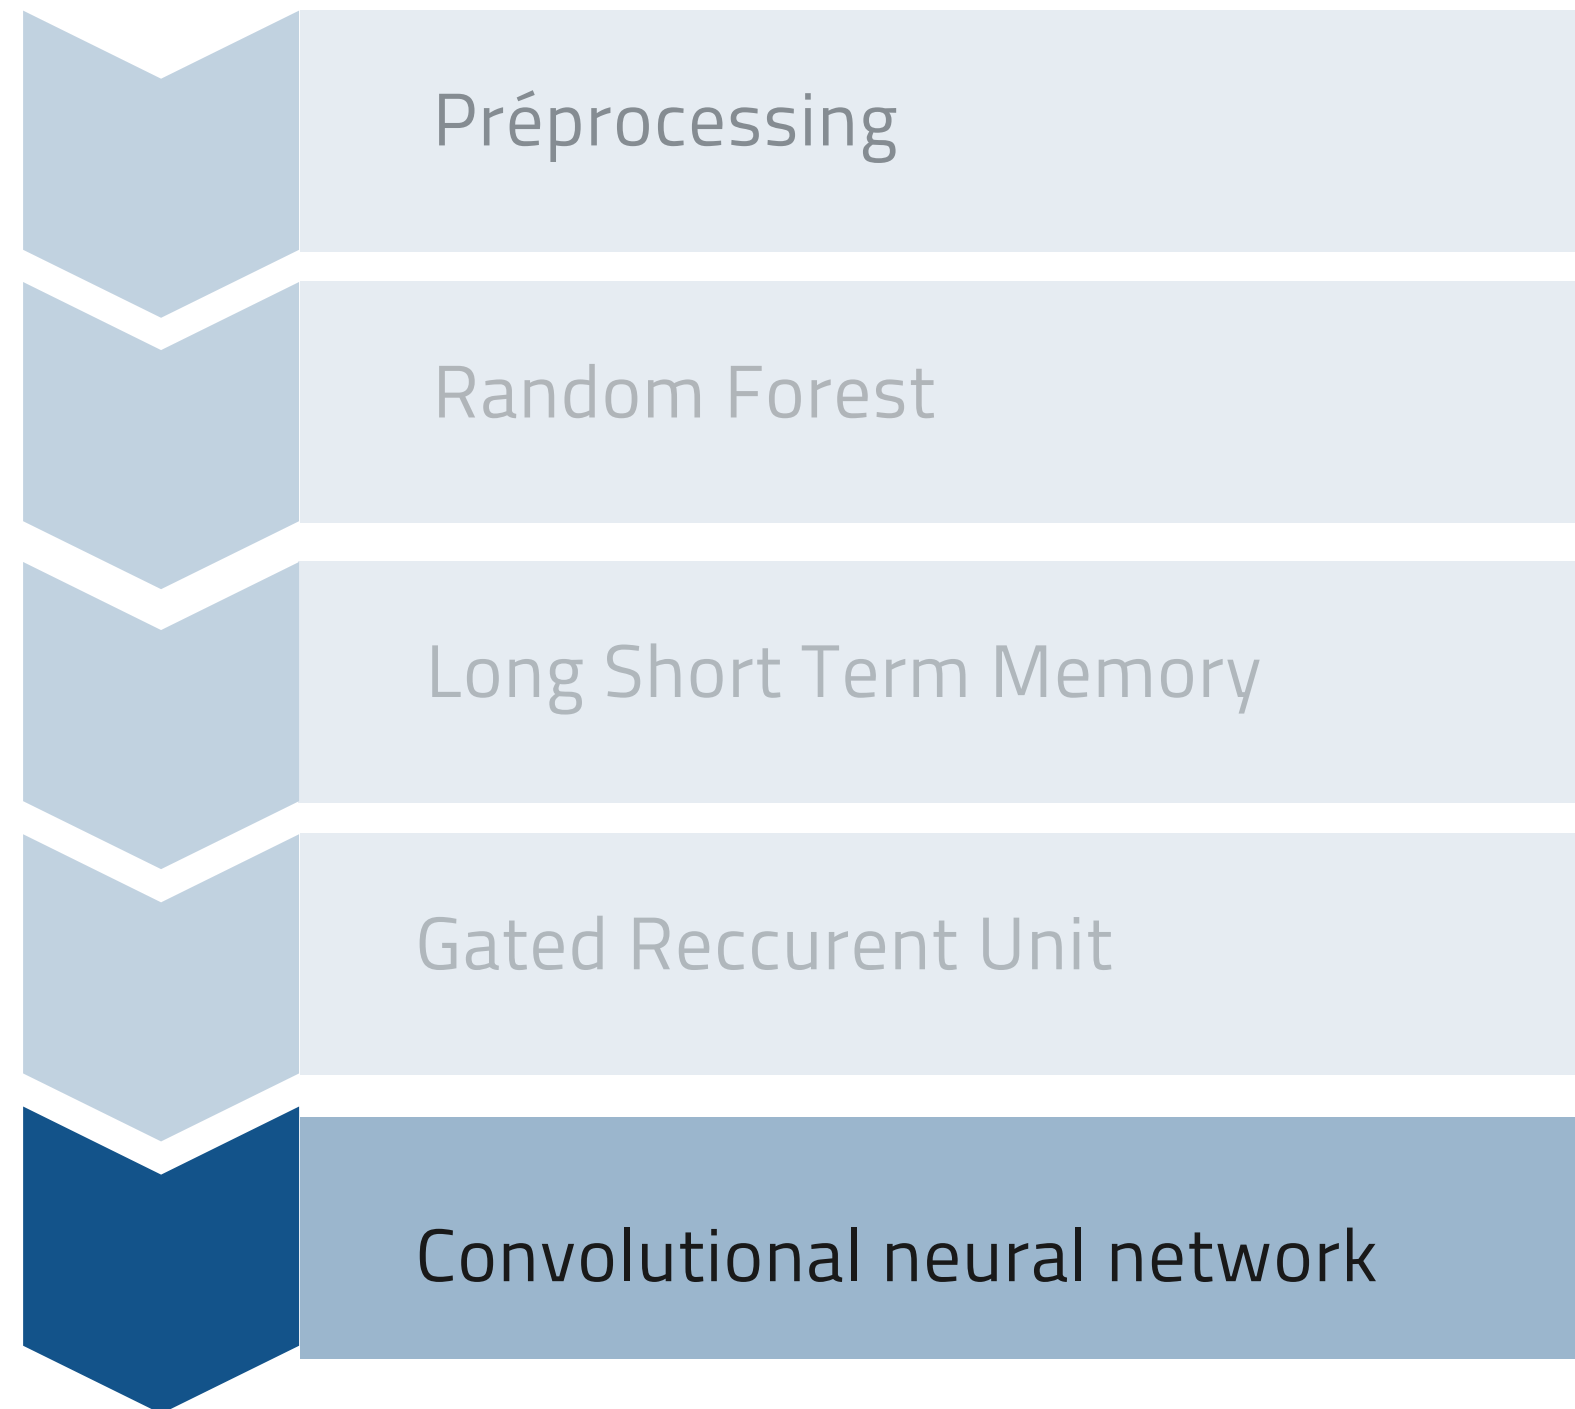 Préprocessing
Random Forest
Long Short Term Memory
Gated Reccurent Unit
Convolutional neural network